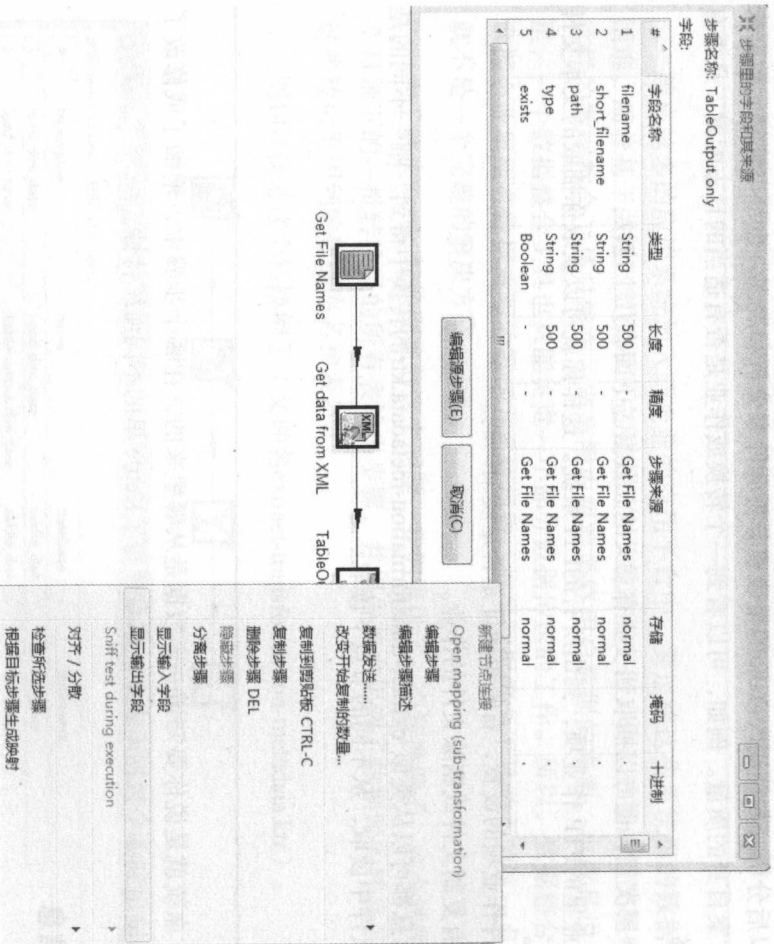 步骤里的字段和其来源
步骤名称: TableOutput only
字段:
# 字段名称 类型 长度 精度 步骤来源 存储 掩码 十进制
1 filename String 500 - Get File Names normal .
2 short_filename String 500 - Get File Names normal .
3 path String 500 - Get File Names normal .
4 type String 500 - Get File Names normal .
5 exists Boolean - - Get File Names normal .
编辑源步骤(E) 取消(C)
Get File Names Get data from XML TableOu
新建节点连接
Open mapping (sub-transformation)
编辑步骤
编辑步骤描述
数据发送......
改变开始复制的数量...
复制到剪贴板 CTRL-C
复制步骤
删除步骤 DEL
隐藏步骤
分离步骤
显示输入字段
显示输出字段
Sniff test during execution
对齐 / 分散
检查所选步骤
根据目标步骤生成映射